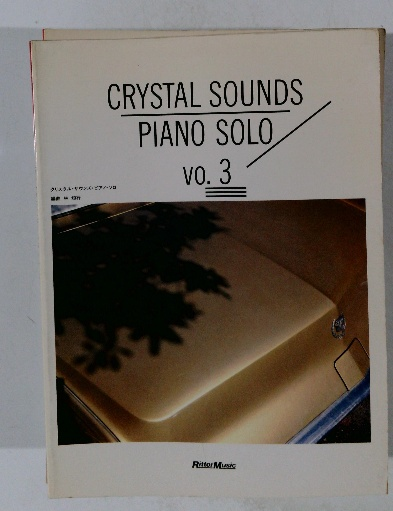 CRYSTAL SOUNDS
PIANO SOLO
VO. 3
クリスタル・サウンズ・ピアノ・ソロ
Rittor Music